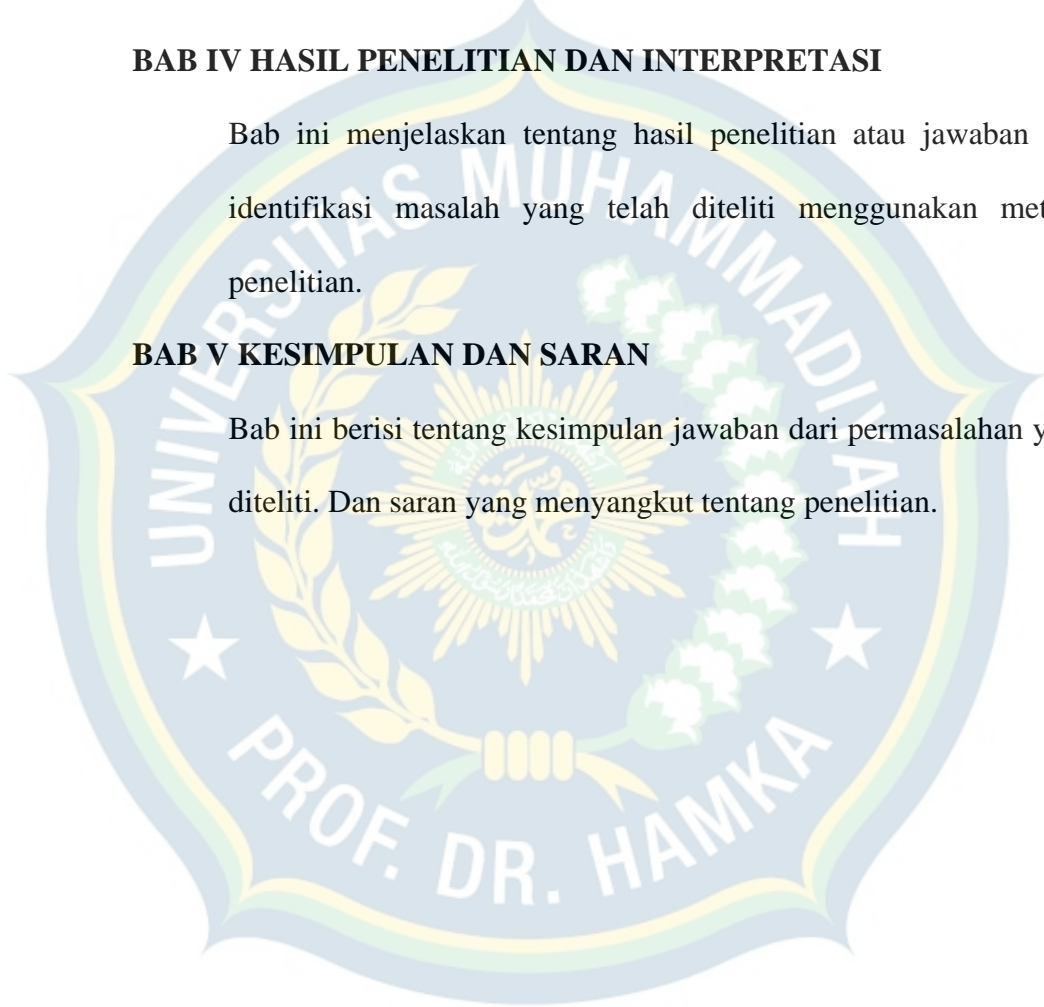 BAB IV HASIL PENELITIAN DAN INTERPRETASI
Bab ini menjelaskan tentang hasil penelitian atau jawaban
identifikasi masalah yang telah diteliti menggunakan met
penelitian.
BAB V KESIMPULAN DAN SARAN
Bab ini berisi tentang kesimpulan jawaban dari permasalahan y
diteliti. Dan saran yang menyangkut tentang penelitian.
UNIVERSITAS MUHAMMADIYAH
PROF. DR. HAMKA